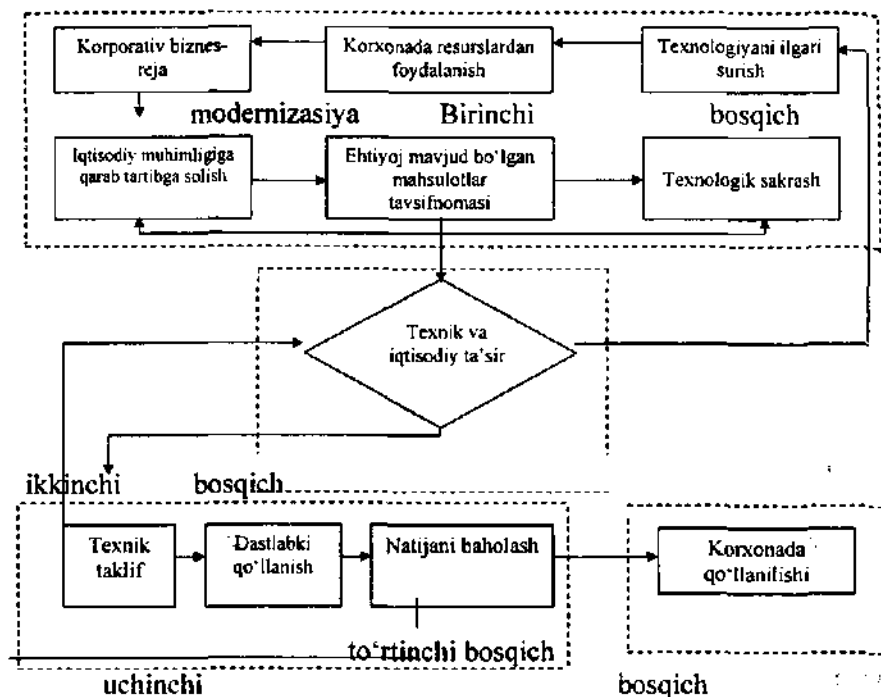 Korporativ biznes-
reja
Korxonada resurslardan
foydalanish
Texnologiyani ilgari
surish
modernizasiya Birinchi bosqich
Iqtisodiy muhimligiga
qarab tartibga solish
Ehtiyoj mavjud bo‘lgan
mahsulotlar
tavsifnomasi
Texnologik sakrash
Texnik va
iqtisodiy ta’sir
ikkinchi bosqich
Texnik
taklif
Dastlabki
qo‘llanish
Natijani baholash
Korxonada
qo‘llanilishi
to‘rtinchi bosqich
uchinchi bosqich